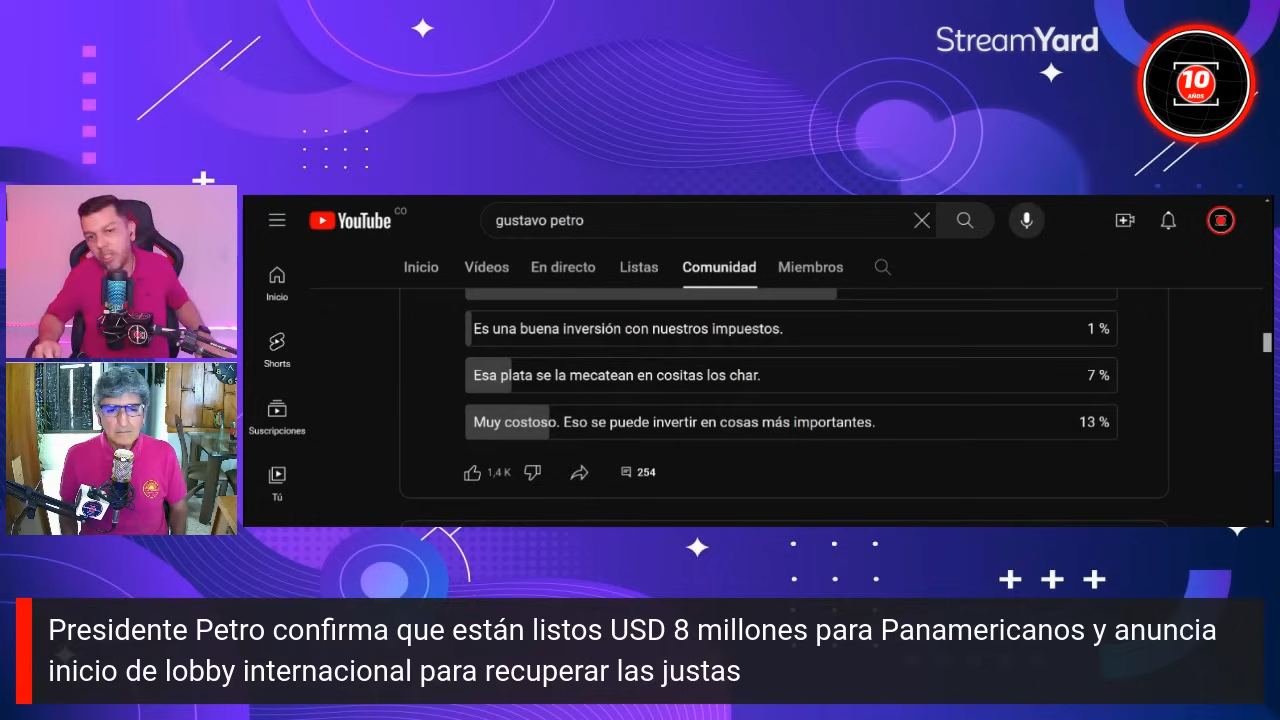 StreamYard
10
AÑOS
YouTube CO
gustavo petro
Inicio Vídeos En directo Listas Comunidad Miembros
Inicio
Shorts
Suscripciones
Tú
Es una buena inversión con nuestros impuestos. 1 %
Esa plata se la mecatean en cositas los char. 7 %
Muy costoso. Eso se puede invertir en cosas más importantes. 13 %
1,4 K 254
Presidente Petro confirma que están listos USD 8 millones para Panamericanos y anuncia
inicio de lobby internacional para recuperar las justas